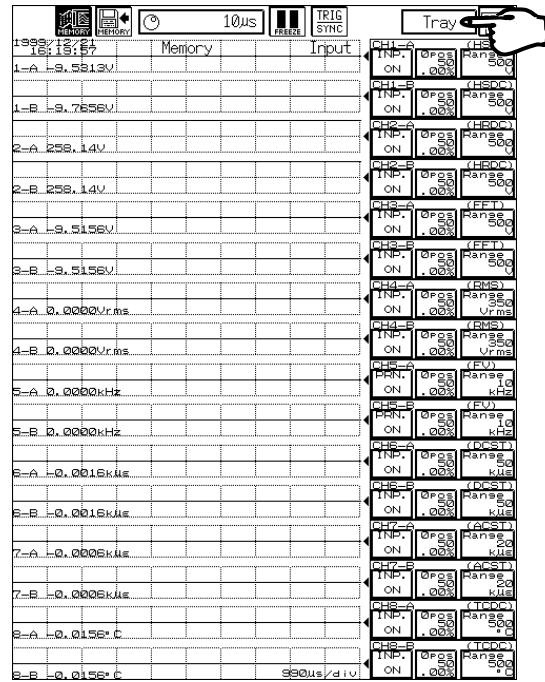 MEMORY MEMORY 10µs FREEZE TRIG SYNC Tray
1999/12/21
16:19:57 Memory Input
CH1-A (HSDC)
INP. ON 0pos 50 .00% Range 500 V
1-A -9.5313V
CH1-B (HSDC)
INP. ON 0pos 50 .00% Range 500 V
1-B -9.7656V
CH2-A (HRDC)
INP. ON 0pos 50 .00% Range 500 V
2-A 258.14V
CH2-B (HRDC)
INP. ON 0pos 50 .00% Range 500 V
2-B 258.14V
CH3-A (FFT)
INP. ON 0pos 50 .00% Range 500 V
3-A -9.5156V
CH3-B (FFT)
INP. ON 0pos 50 .00% Range 500 V
3-B -9.5156V
CH4-A (RMS)
INP. ON 0pos 50 .00% Range 350 Vrms
4-A 0.0000Vrms
CH4-B (RMS)
INP. ON 0pos 50 .00% Range 350 Vrms
4-B 0.0000Vrms
CH5-A (FV)
PRN. ON 0pos 50 .00% Range 10 kHz
5-A 0.0000kHz
CH5-B (FV)
PRN. ON 0pos 50 .00% Range 10 kHz
5-B 0.0000kHz
CH6-A (DCST)
INP. ON 0pos 50 .00% Range 50 kµε
6-A -0.0016kµε
CH6-B (DCST)
INP. ON 0pos 50 .00% Range 50 kµε
6-B -0.0016kµε
CH7-A (ACST)
INP. ON 0pos 50 .00% Range 20 kµε
7-A -0.0006kµε
CH7-B (ACST)
INP. ON 0pos 50 .00% Range 20 kµε
7-B -0.0006kµε
CH8-A (TCDC)
INP. ON 0pos 50 .00% Range 500 °C
8-A -0.0156°C
CH8-B (TCDC)
INP. ON 0pos 50 .00% Range 500 °C
8-B -0.0156°C 990µs/div